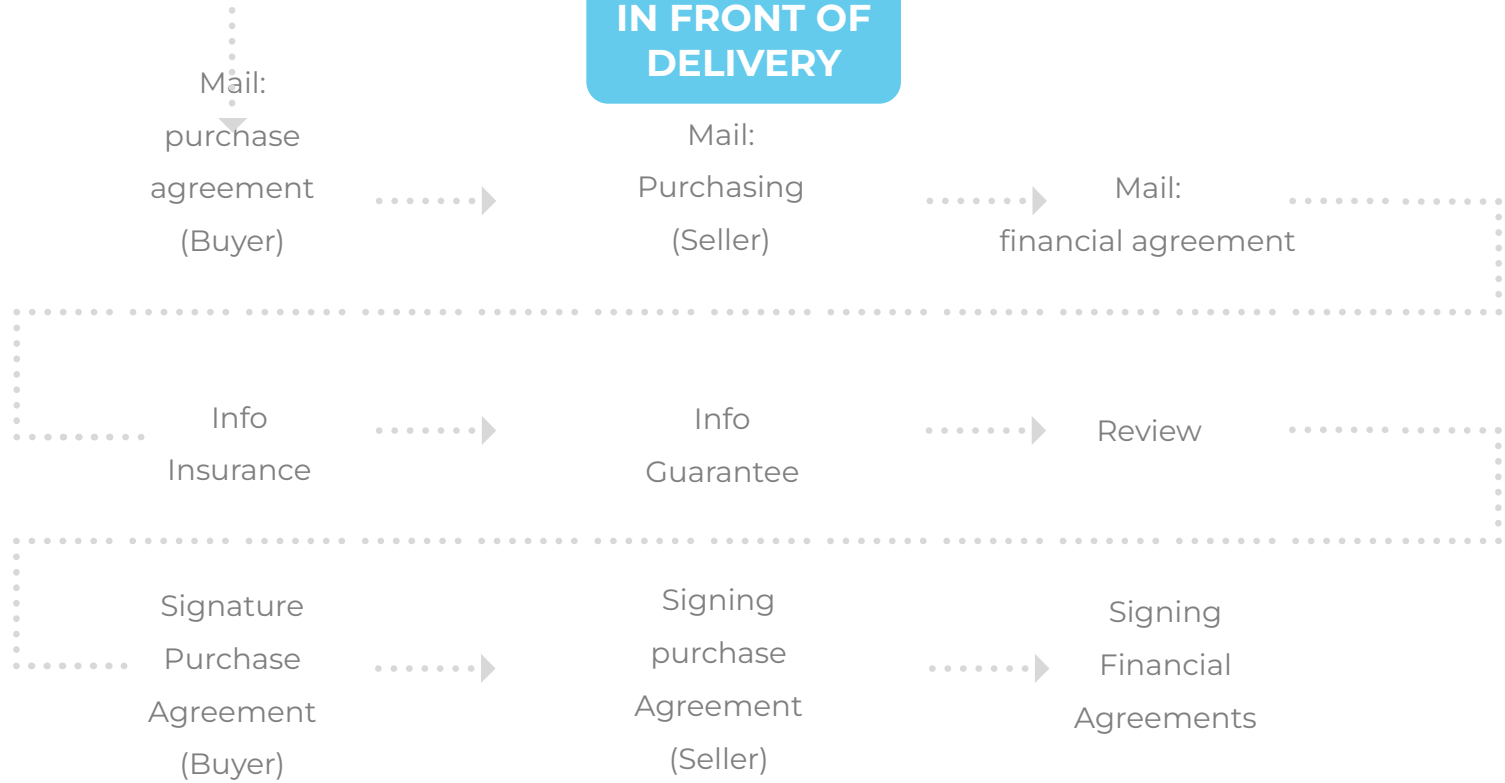 IN FRONT OF
DELIVERY
Mail:
purchase
agreement
(Buyer)
Mail:
Purchasing
(Seller)
Mail:
financial agreement
Info
Insurance
Info
Guarantee
Review
Signature
Purchase
Agreement
(Buyer)
Signing
purchase
Agreement
(Seller)
Signing
Financial
Agreements